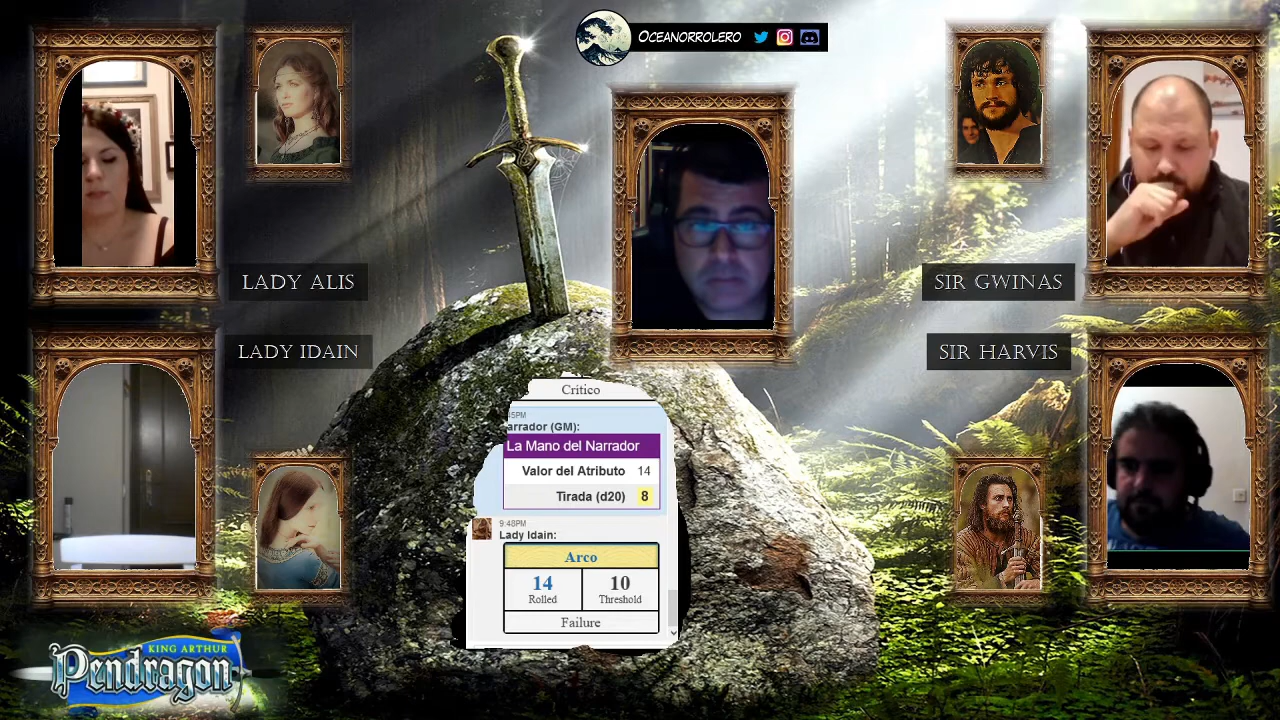 OCEANORROLERO
LADY ALIS
SIR GWINAS
LADY IDAIN
SIR HARVIS
Crítico
45PM
arrador (GM):
La Mano del Narrador
Valor del Atributo 14
Tirada (d20) 8
9:48PM
Lady Idain:
Arco
14 10
Rolled Threshold
Failure
KING ARTHUR
Pendragon